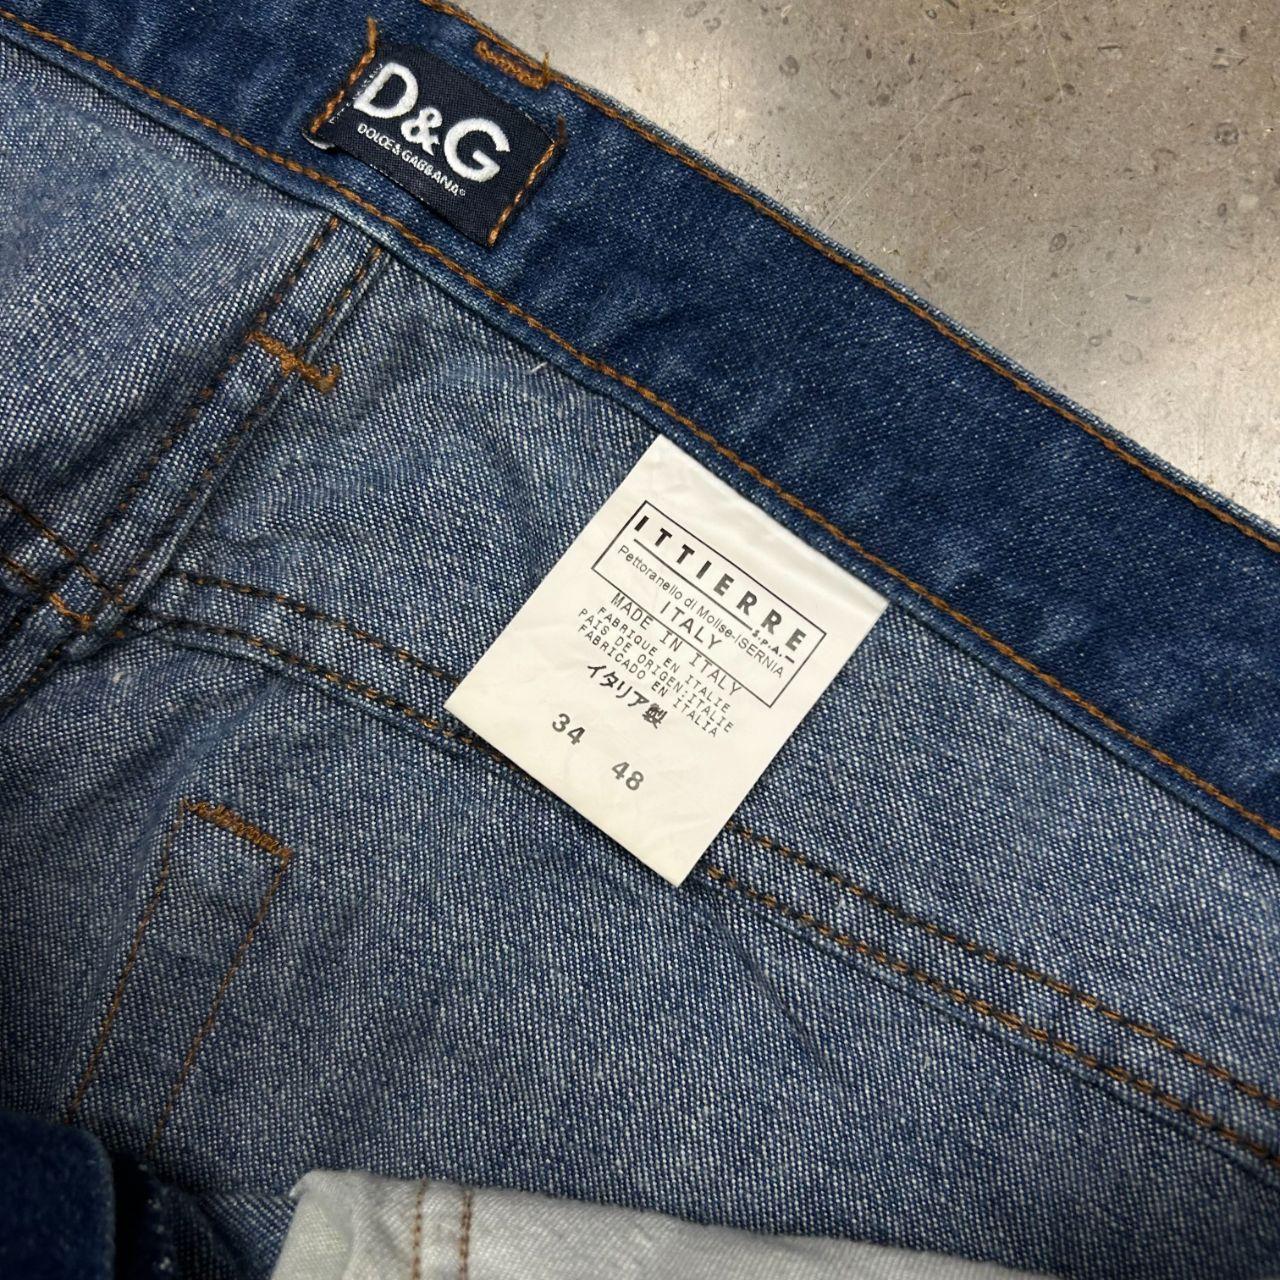 D&G
DOLCE & GABBANA®
ITTIERRE S.P.A.
Pettoranello di Molise-ISERNIA
ITALY
MADE IN ITALY
FABRIQUE EN ITALIE
PAIS DE ORIGEN:ITALIE
FABRICADO EN ITALIA
イタリア製
34 48